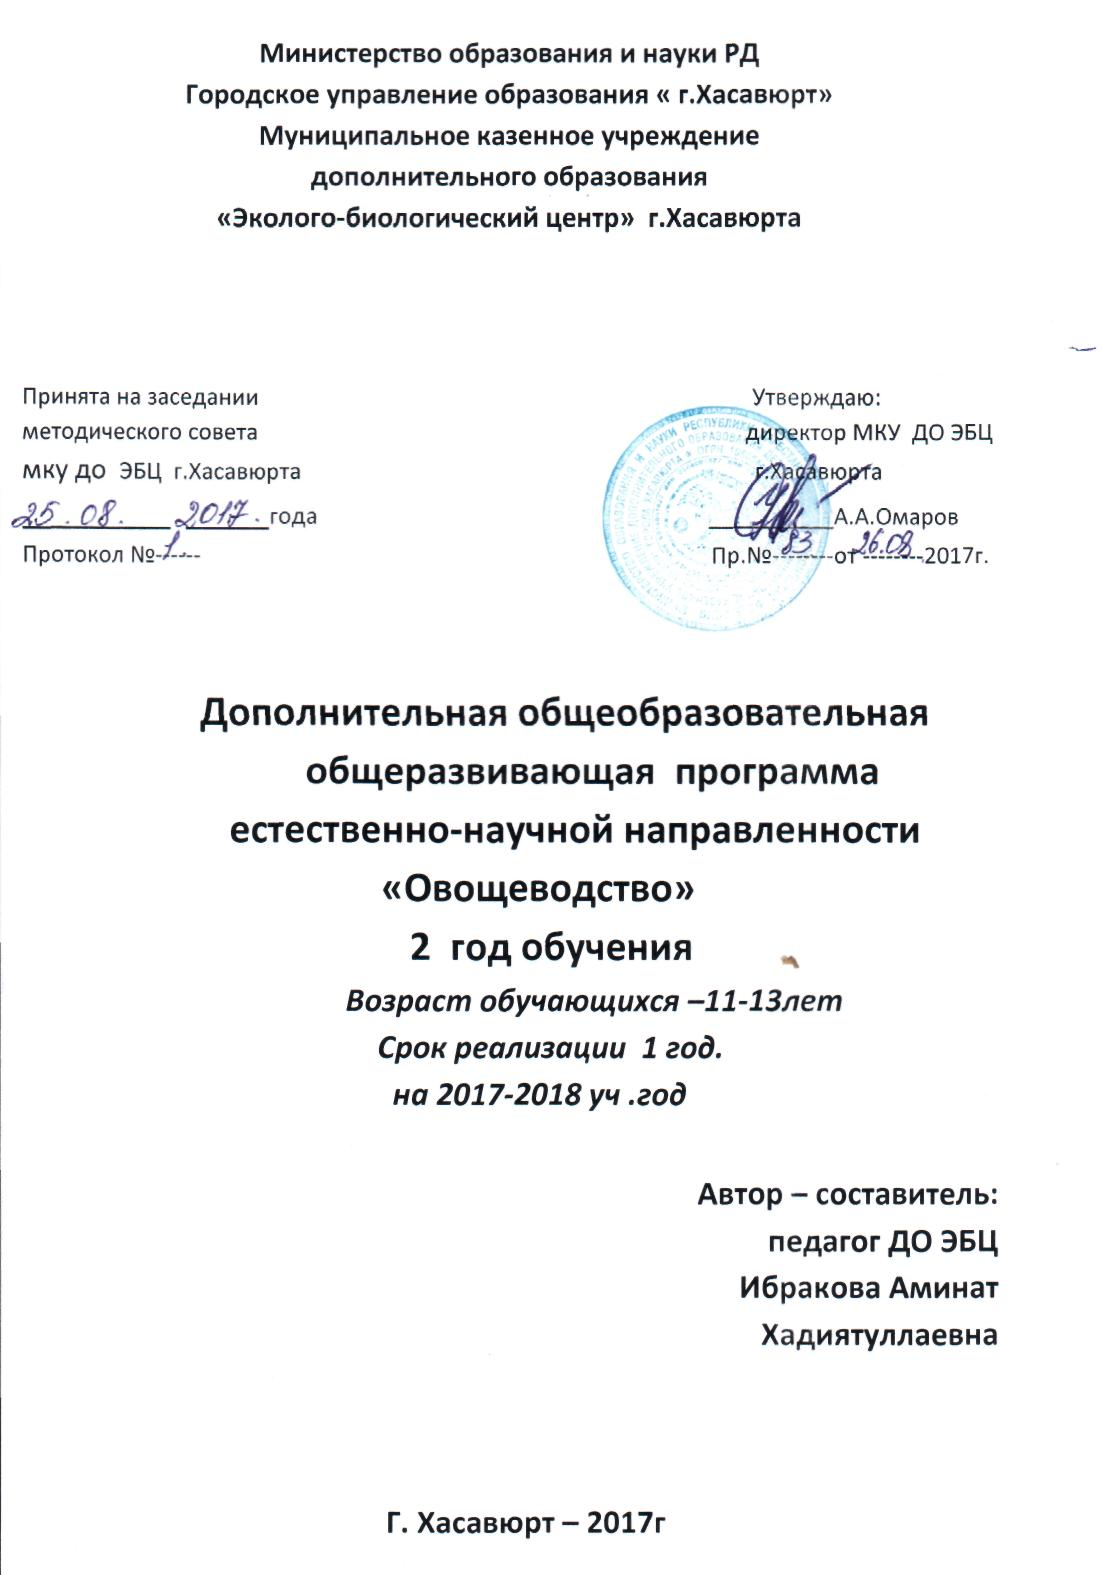 Министерство образования и науки РД
Городское управление образования « г.Хасавюрт»
Муниципальное казенное учреждение
дополнительного образования
«Эколого-биологический центр» г.Хасавюрта
Принята на заседании
методического совета
мку до ЭБЦ г.Хасавюрта
25.08. 2017.года
Протокол №-1----
Утверждаю:
директор МКУ ДО ЭБЦ
г.Хасавюрта
А.А.Омаров
Пр.№--83--от 26.08.2017г.
Дополнительная общеобразовательная
общеразвивающая программа
естественно-научной направленности
«Овощеводство»
2 год обучения
Возраст обучающихся –11-13лет
Срок реализации 1 год.
на 2017-2018 уч .год
Автор – составитель:
педагог ДО ЭБЦ
Ибракова Аминат
Хадиятуллаевна
Г. Хасавюрт – 2017г